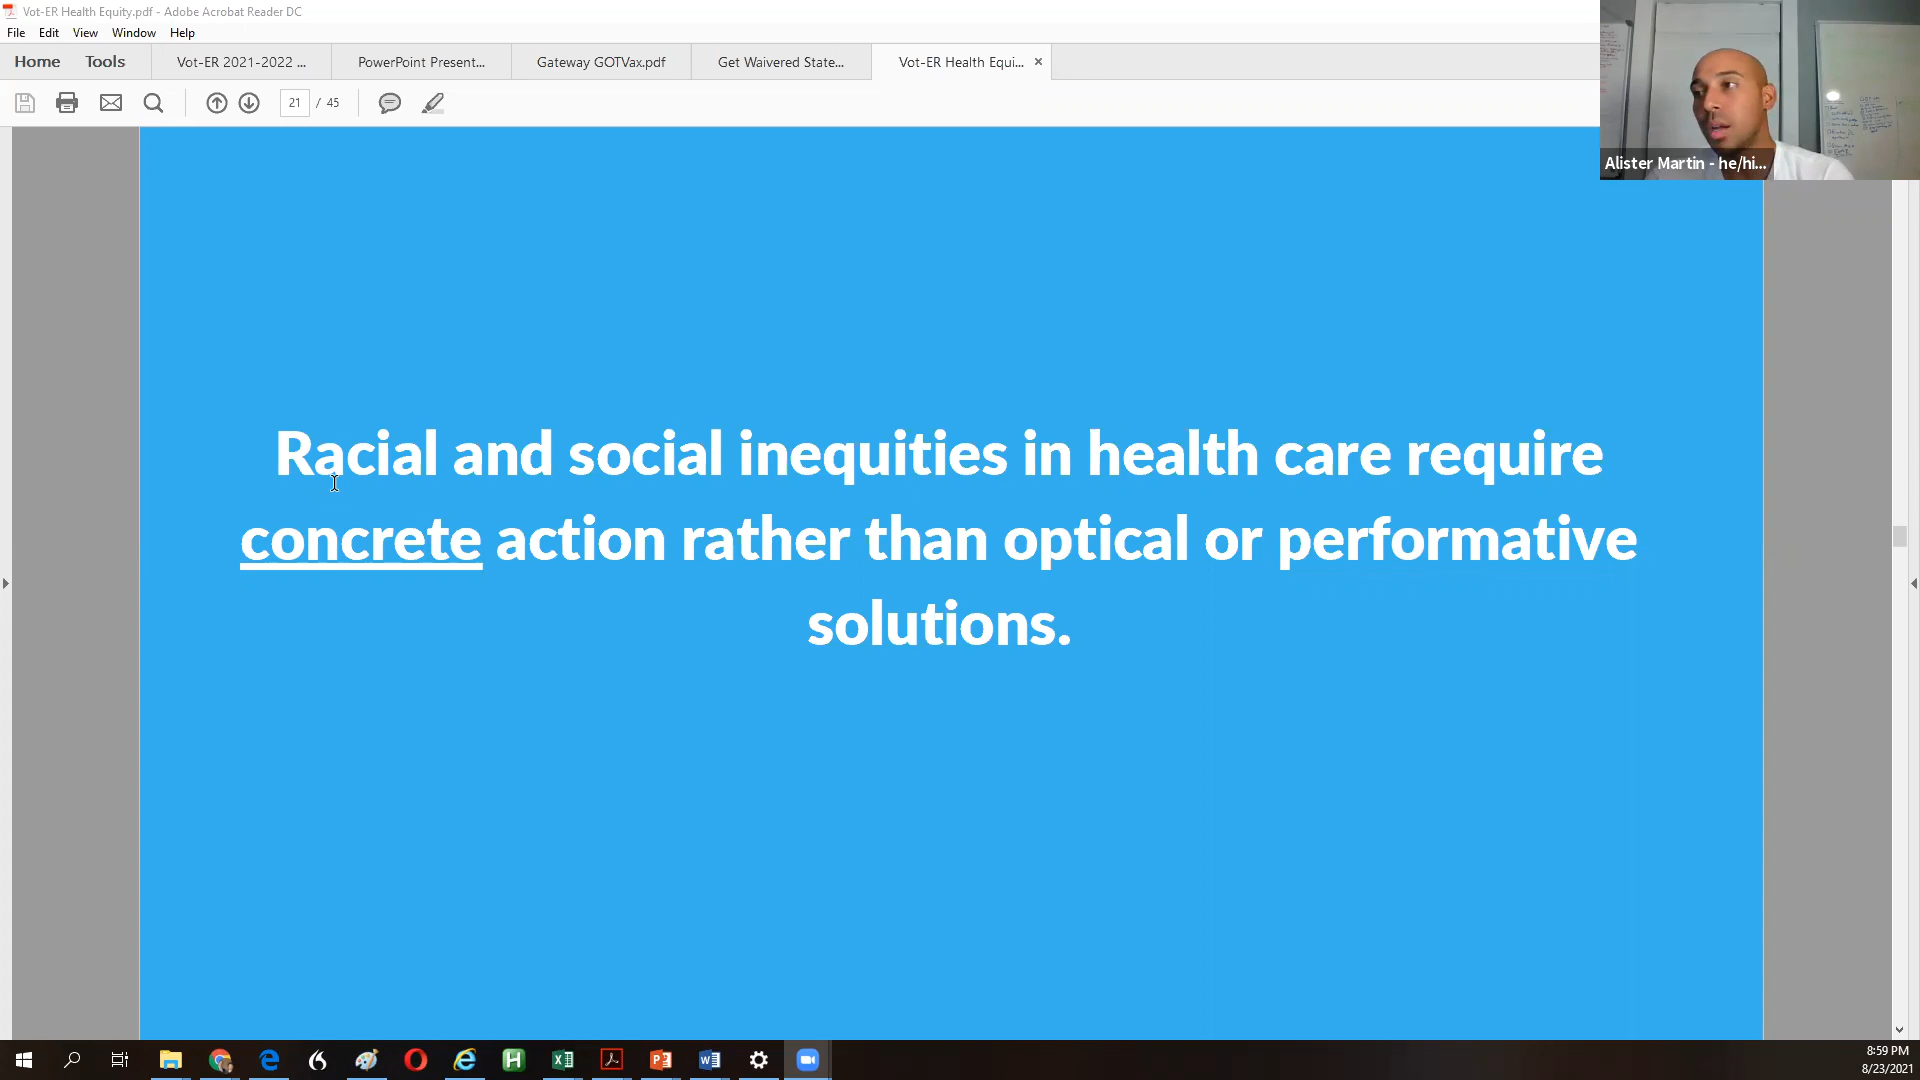 Vot-ER Health Equity.pdf - Adobe Acrobat Reader DC
File Edit View Window Help
Home Tools Vot-ER 2021-2022 ... PowerPoint Present... Gateway GOTVax.pdf Get Waivered State... Vot-ER Health Equi... ×
21 / 45
Alister Martin - he/hi...
Racial and social inequities in health care require
concrete action rather than optical or performative
solutions.
8:59 PM
8/23/2021